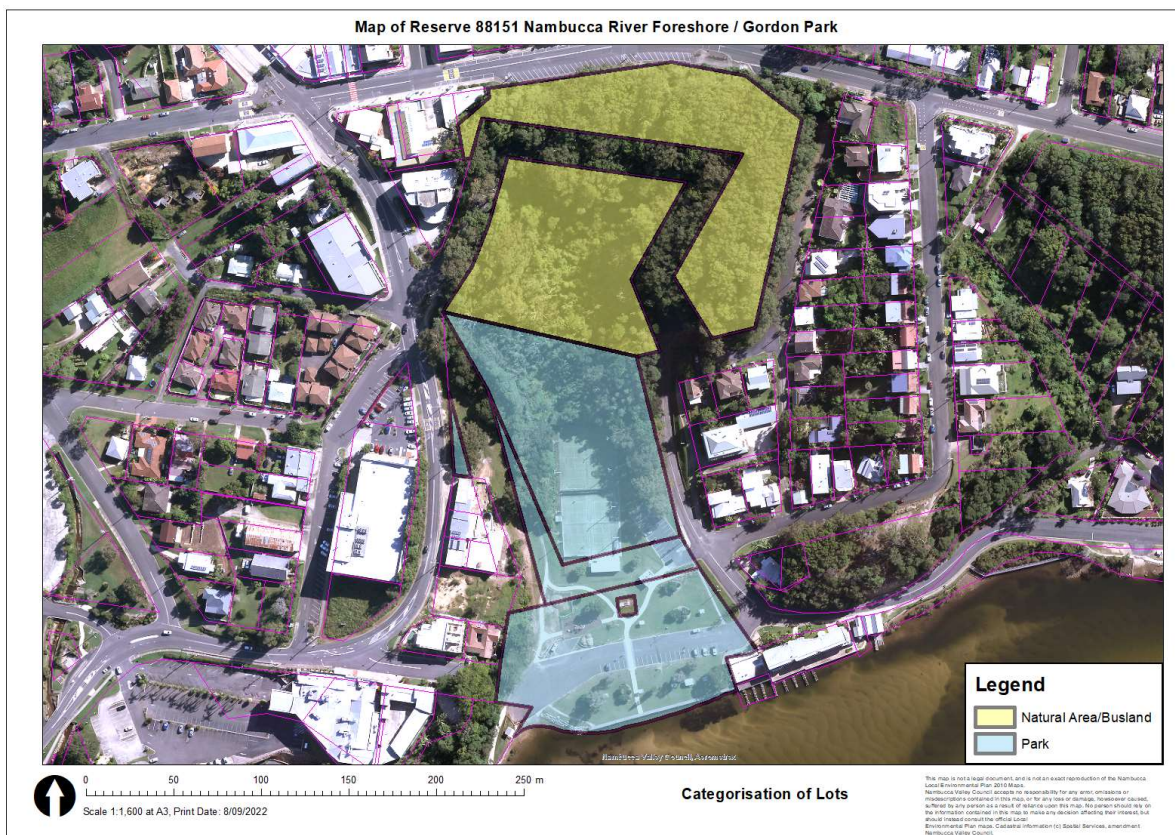 Map of Reserve 88151 Nambucca River Foreshore / Gordon Park
Nambucca Valley Council, Aerometrex
Legend
Natural Area/Busland
Park
0 50 100 150 200 250 m
Scale 1:1,600 at A3, Print Date: 8/09/2022
Categorisation of Lots
This map is not a legal document, and is not an exact reproduction of the Nambucca
Local Environmental Plan 2010 Maps.
Nambucca Valley Council accepts no responsibility for any error, omissions or
misdescriptions contained in this map, or for any loss or damage, howsoever caused,
suffered by any person as a result of reliance upon this map. No person should rely on
the information contained in this map to make any decision affecting their interest, but
should instead consult the official Local
Environmental Plan maps. Cadastral Information (c) Spatial Services, amendment
Nambucca Valley Council.